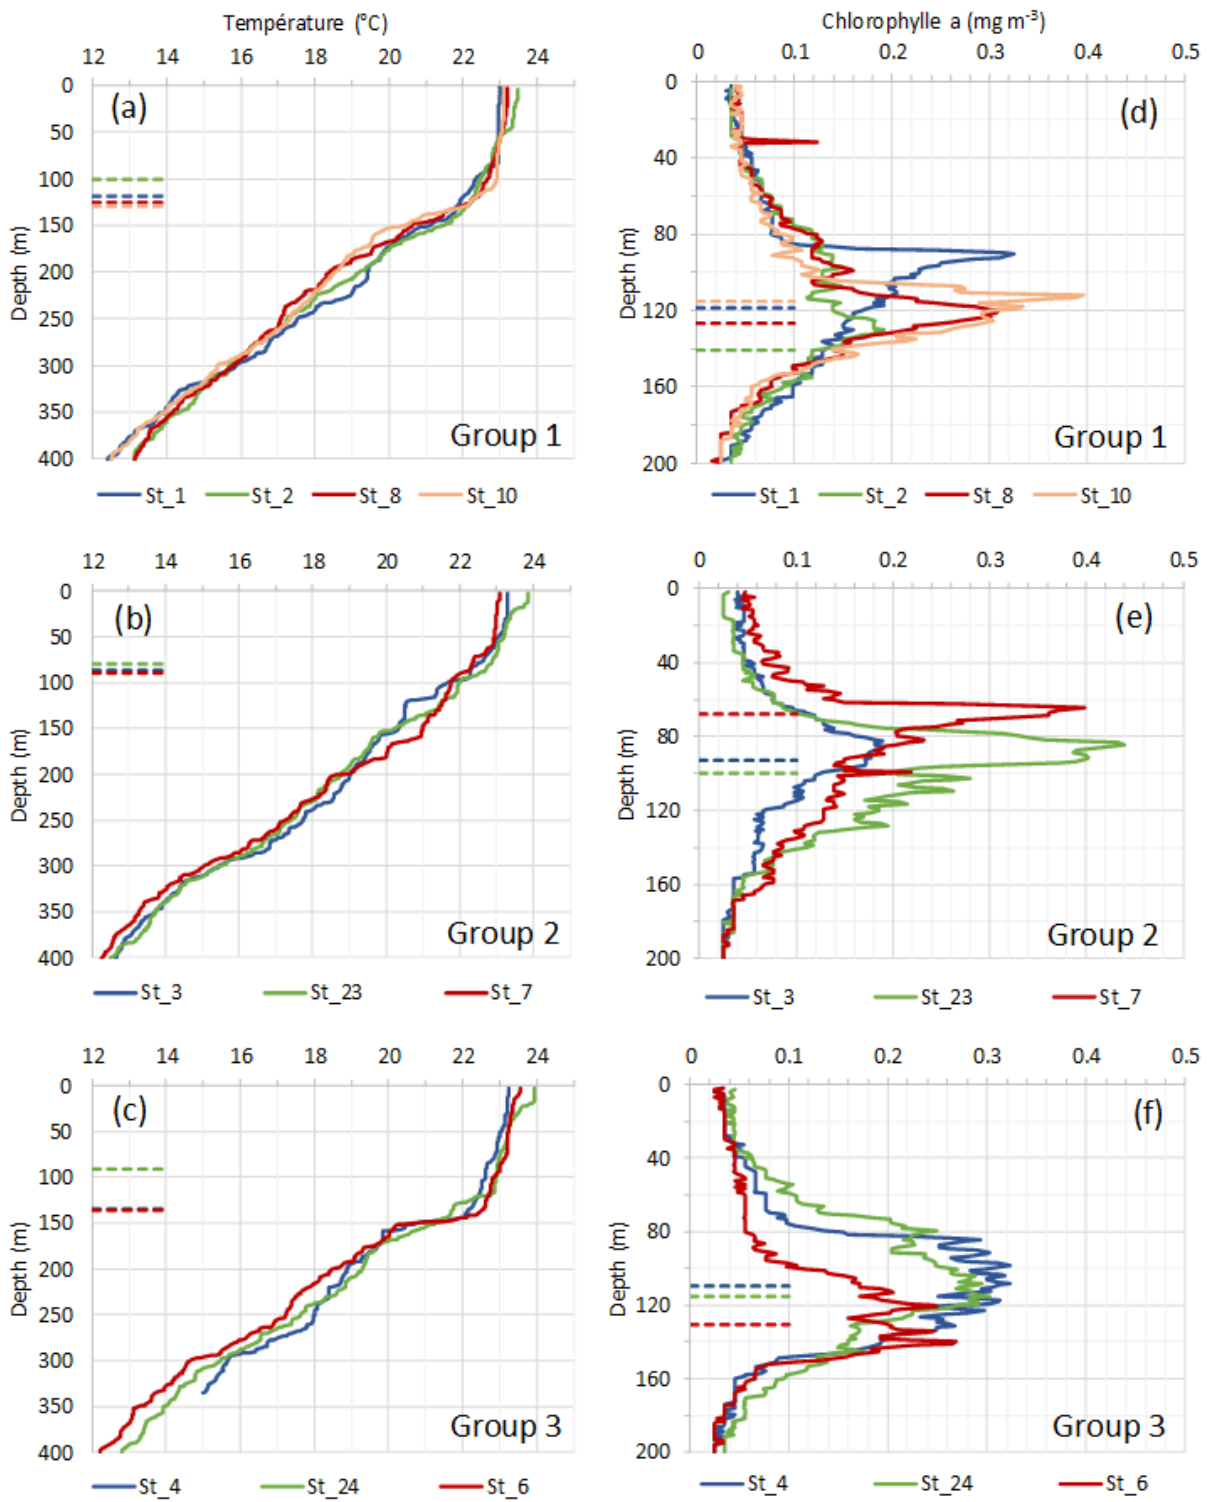 Température (°C)
12 14 16 18 20 22 24
0
50
100
150
200
250
300
350
400
Depth (m)
(a)
Group 1
St_1 St_2 St_8 St_10
Chlorophylle a (mg m-3)
0 0.1 0.2 0.3 0.4 0.5
0
40
80
120
160
200
Depth (m)
(d)
Group 1
St_1 St_2 St_8 St_10
12 14 16 18 20 22 24
0
50
100
150
200
250
300
350
400
Depth (m)
(b)
Group 2
St_3 St_23 St_7
0 0.1 0.2 0.3 0.4 0.5
0
40
80
120
160
200
Depth (m)
(e)
Group 2
St_3 St_23 St_7
12 14 16 18 20 22 24
0
50
100
150
200
250
300
350
400
Depth (m)
(c)
Group 3
St_4 St_24 St_6
0 0.1 0.2 0.3 0.4 0.5
0
40
80
120
160
200
Depth (m)
(f)
Group 3
St_4 St_24 St_6